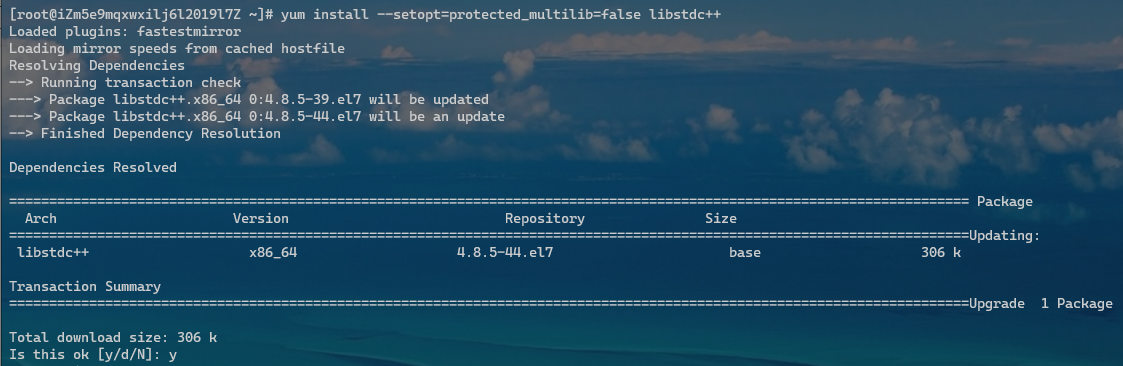 [root@iZm5e9mqxwxilj6l2019l7Z ~]# yum install --setopt=protected_multilib=false libstdc++
Loaded plugins: fastestmirror
Loading mirror speeds from cached hostfile
Resolving Dependencies
--> Running transaction check
---> Package libstdc++.x86_64 0:4.8.5-39.el7 will be updated
---> Package libstdc++.x86_64 0:4.8.5-44.el7 will be an update
--> Finished Dependency Resolution
Dependencies Resolved
======================================================================================================================== Package
Arch Version Repository Size
========================================================================================================================Updating:
libstdc++ x86_64 4.8.5-44.el7 base 306 k
Transaction Summary
========================================================================================================================Upgrade  1 Package
Total download size: 306 k
Is this ok [y/d/N]: y